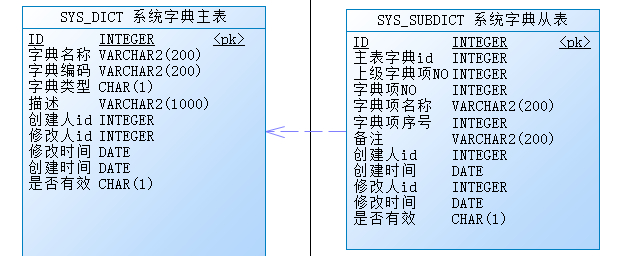 SYS_DICT 系统字典主表
ID INTEGER <pk>
字典名称 VARCHAR2(200)
字典编码 VARCHAR2(200)
字典类型 CHAR(1)
描述 VARCHAR2(1000)
创建人id INTEGER
修改人id INTEGER
修改时间 DATE
创建时间 DATE
是否有效 CHAR(1)
SYS_SUBDICT 系统字典从表
ID INTEGER <pk>
主表字典id INTEGER
上级字典项NO INTEGER
字典项NO INTEGER
字典项名称 VARCHAR2(200)
字典项序号 INTEGER
备注 VARCHAR2(200)
创建人id INTEGER
创建时间 DATE
修改人id INTEGER
修改时间 DATE
是否有效 CHAR(1)